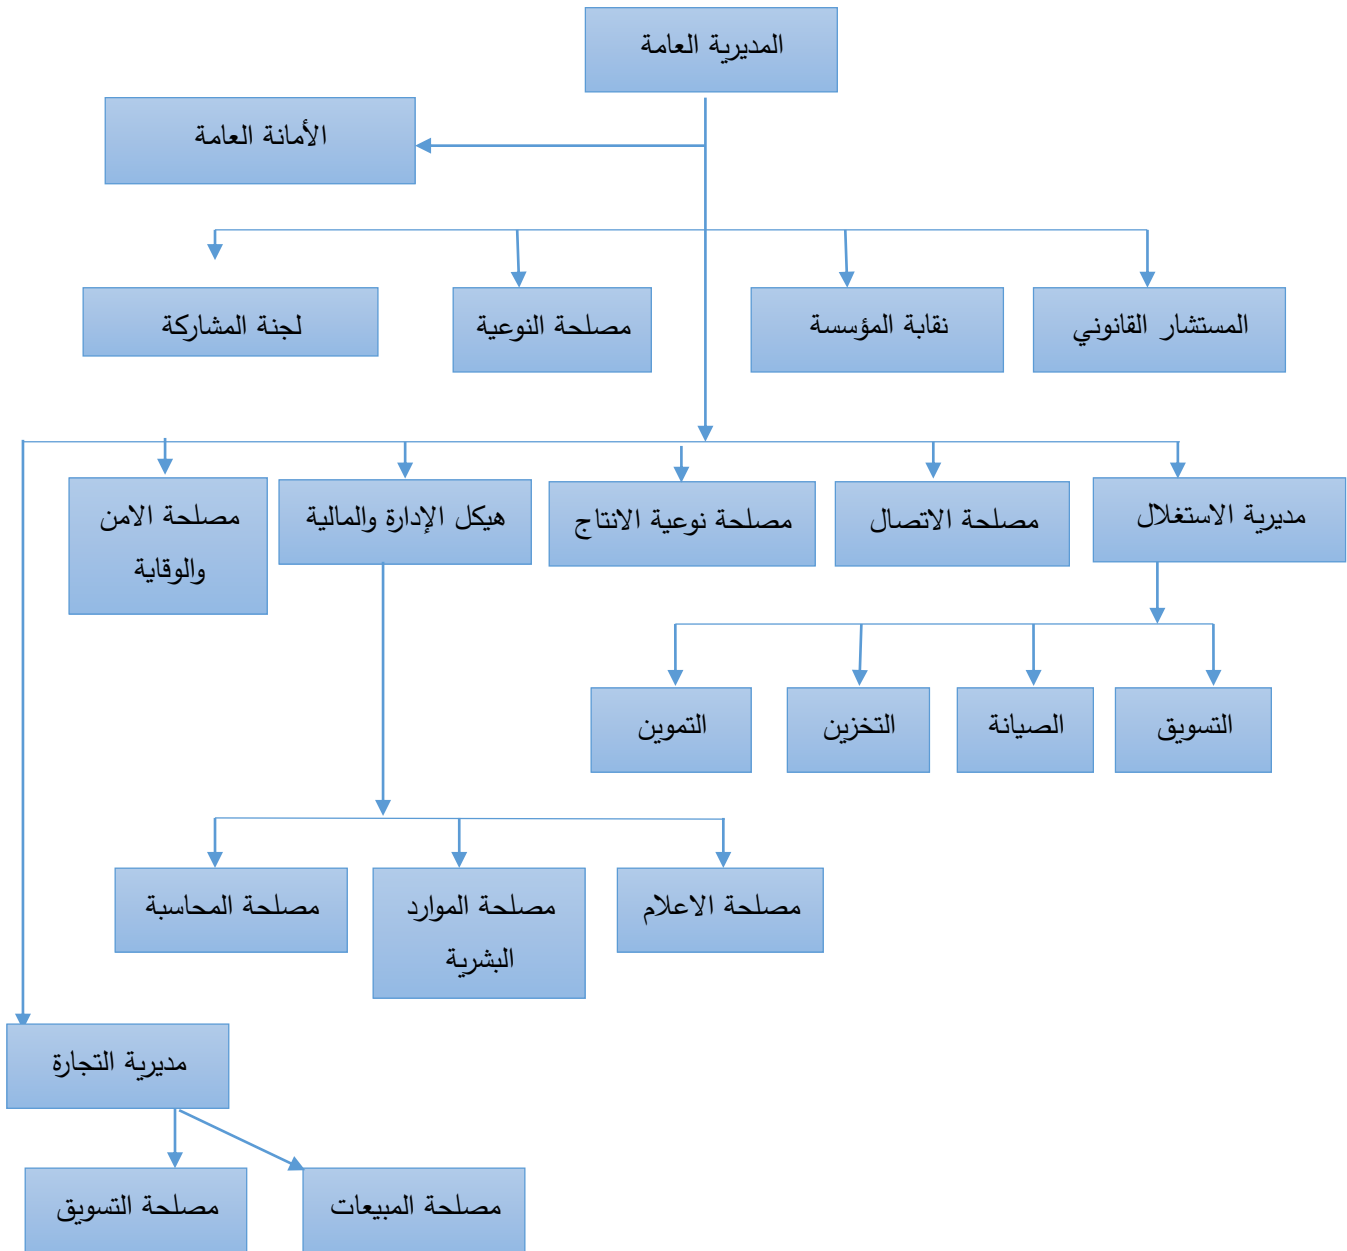 المديرية العامة
الأمانة العامة
المستشار القانوني
نقابة المؤسسة
مصلحة النوعية
لجنة المشاركة
مديرية الاستغلال
مصلحة الاتصال
مصلحة نوعية الانتاج
هيكل الإدارة والمالية
مصلحة الامن
والوقاية
التسويق
الصيانة
التخزين
التموين
مصلحة الاعلام
مصلحة الموارد
البشرية
مصلحة المحاسبة
مديرية التجارة
مصلحة المبيعات
مصلحة التسويق